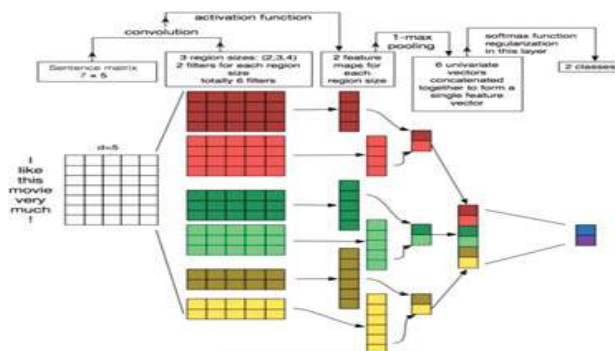 activation function
convolution
1-max
pooling
softmax function
regularization
in this layer
Sentence matrix
7 × 5
3 region sizes: (2,3,4)
2 filters for each region
size
totally 6 filters
2 feature
maps for
each
region size
6 univariate
vectors
concatenated
together to form a
single feature
vector
2 classes
d=5
I
like
this
movie
very
much
!